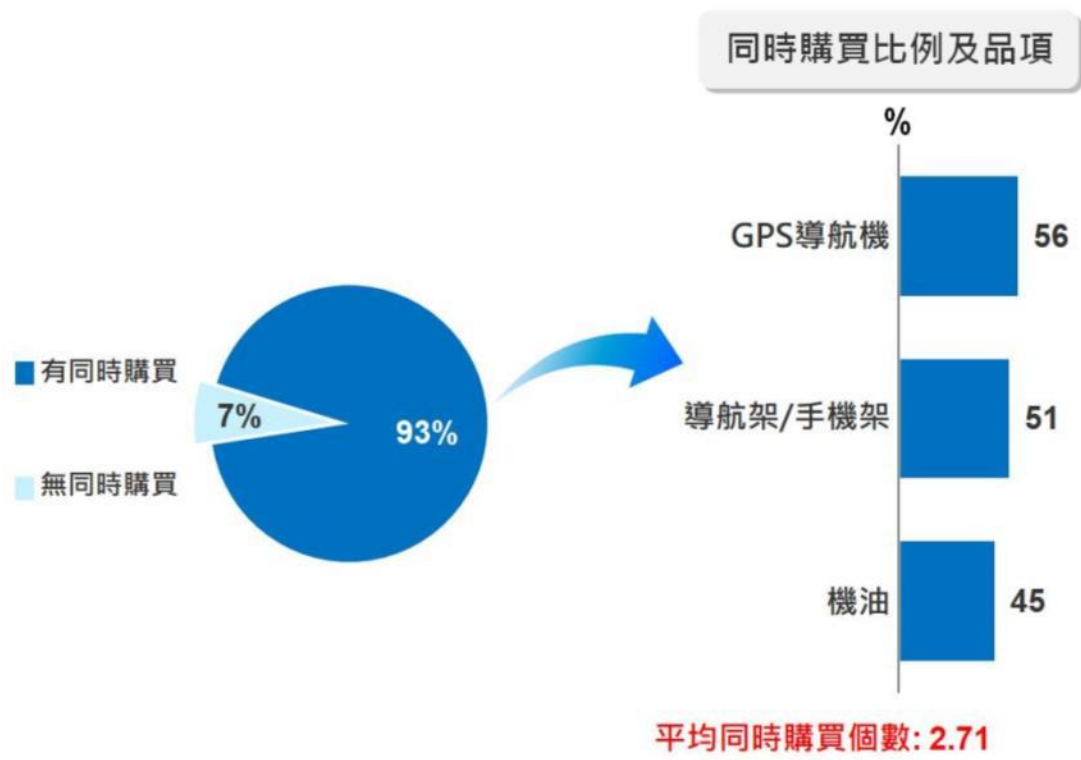 同時購買比例及品項
%
GPS導航機 56
有同時購買
7%
93%
導航架/手機架 51
無同時購買
機油 45
平均同時購買個數: 2.71